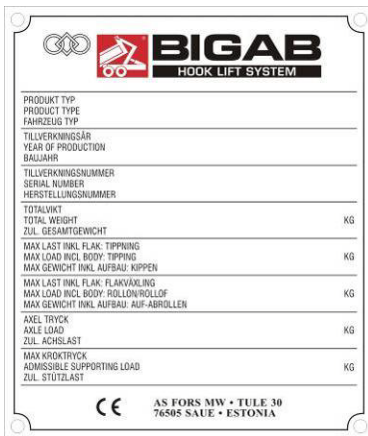 BIGAB
HOOK LIFT SYSTEM
PRODUKT TYP
PRODUCT TYPE
FAHRZEUG TYP
TILLVERKNINGSÅR
YEAR OF PRODUCTION
BAUJAHR
TILLVERKNINGSNUMMER
SERIAL NUMBER
HERSTELLUNGSNUMMER
TOTALVIKT
TOTAL WEIGHT KG
ZUL. GESAMTGEWICHT
MAX LAST INKL FLAK: TIPPNING
MAX LOAD INCL BODY: TIPPING KG
MAX GEWICHT INKL AUFBAU: KIPPEN
MAX LAST INKL FLAK: FLAKVÄXLING
MAX LOAD INCL BODY: ROLLON/ROLLOF KG
MAX GEWICHT INKL AUFBAU: AUF-ABROLLEN
AXEL TRYCK
AXLE LOAD KG
ZUL. ACHSLAST
MAX KROKTRYCK
ADMISSIBLE SUPPORTING LOAD KG
ZUL. STÜTZLAST
CE AS FORS MW • TULE 30
76505 SAUE • ESTONIA